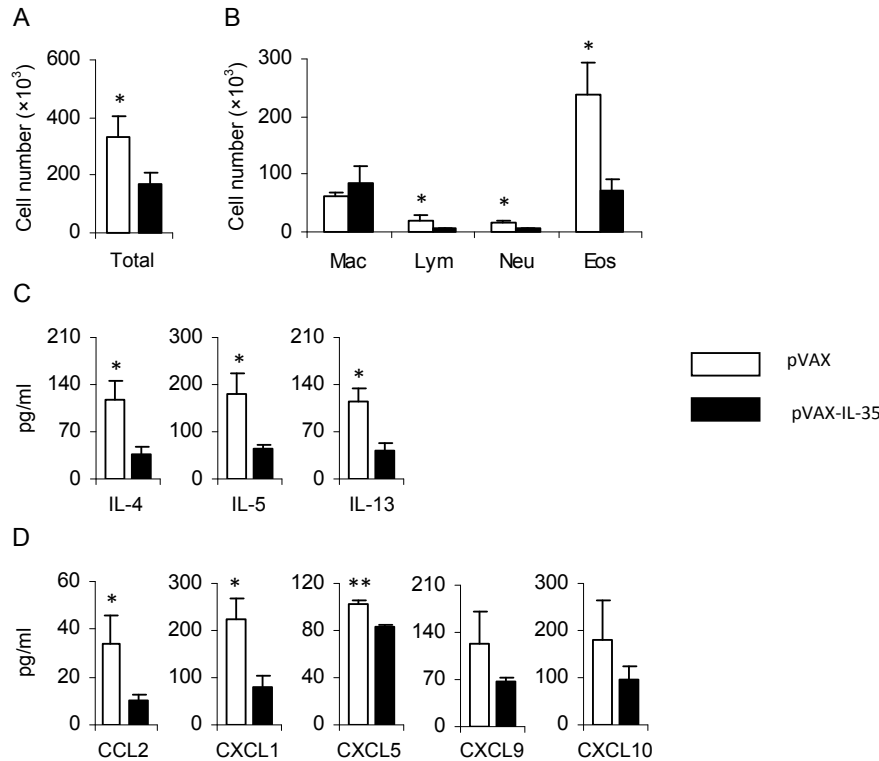 A
Cell number (×10³)
600
400
200
0
*
Total
B
Cell number (×10³)
300
200
100
0
*
*
*
Mac Lym Neu Eos
C
pg/ml
210
140
70
0
*
IL-4
300
200
100
0
*
IL-5
210
140
70
0
*
IL-13
pVAX
pVAX-IL-35
D
pg/ml
60
40
20
0
*
CCL2
300
200
100
0
*
CXCL1
120
80
40
0
**
CXCL5
210
140
70
0
CXCL9
300
200
100
0
CXCL10